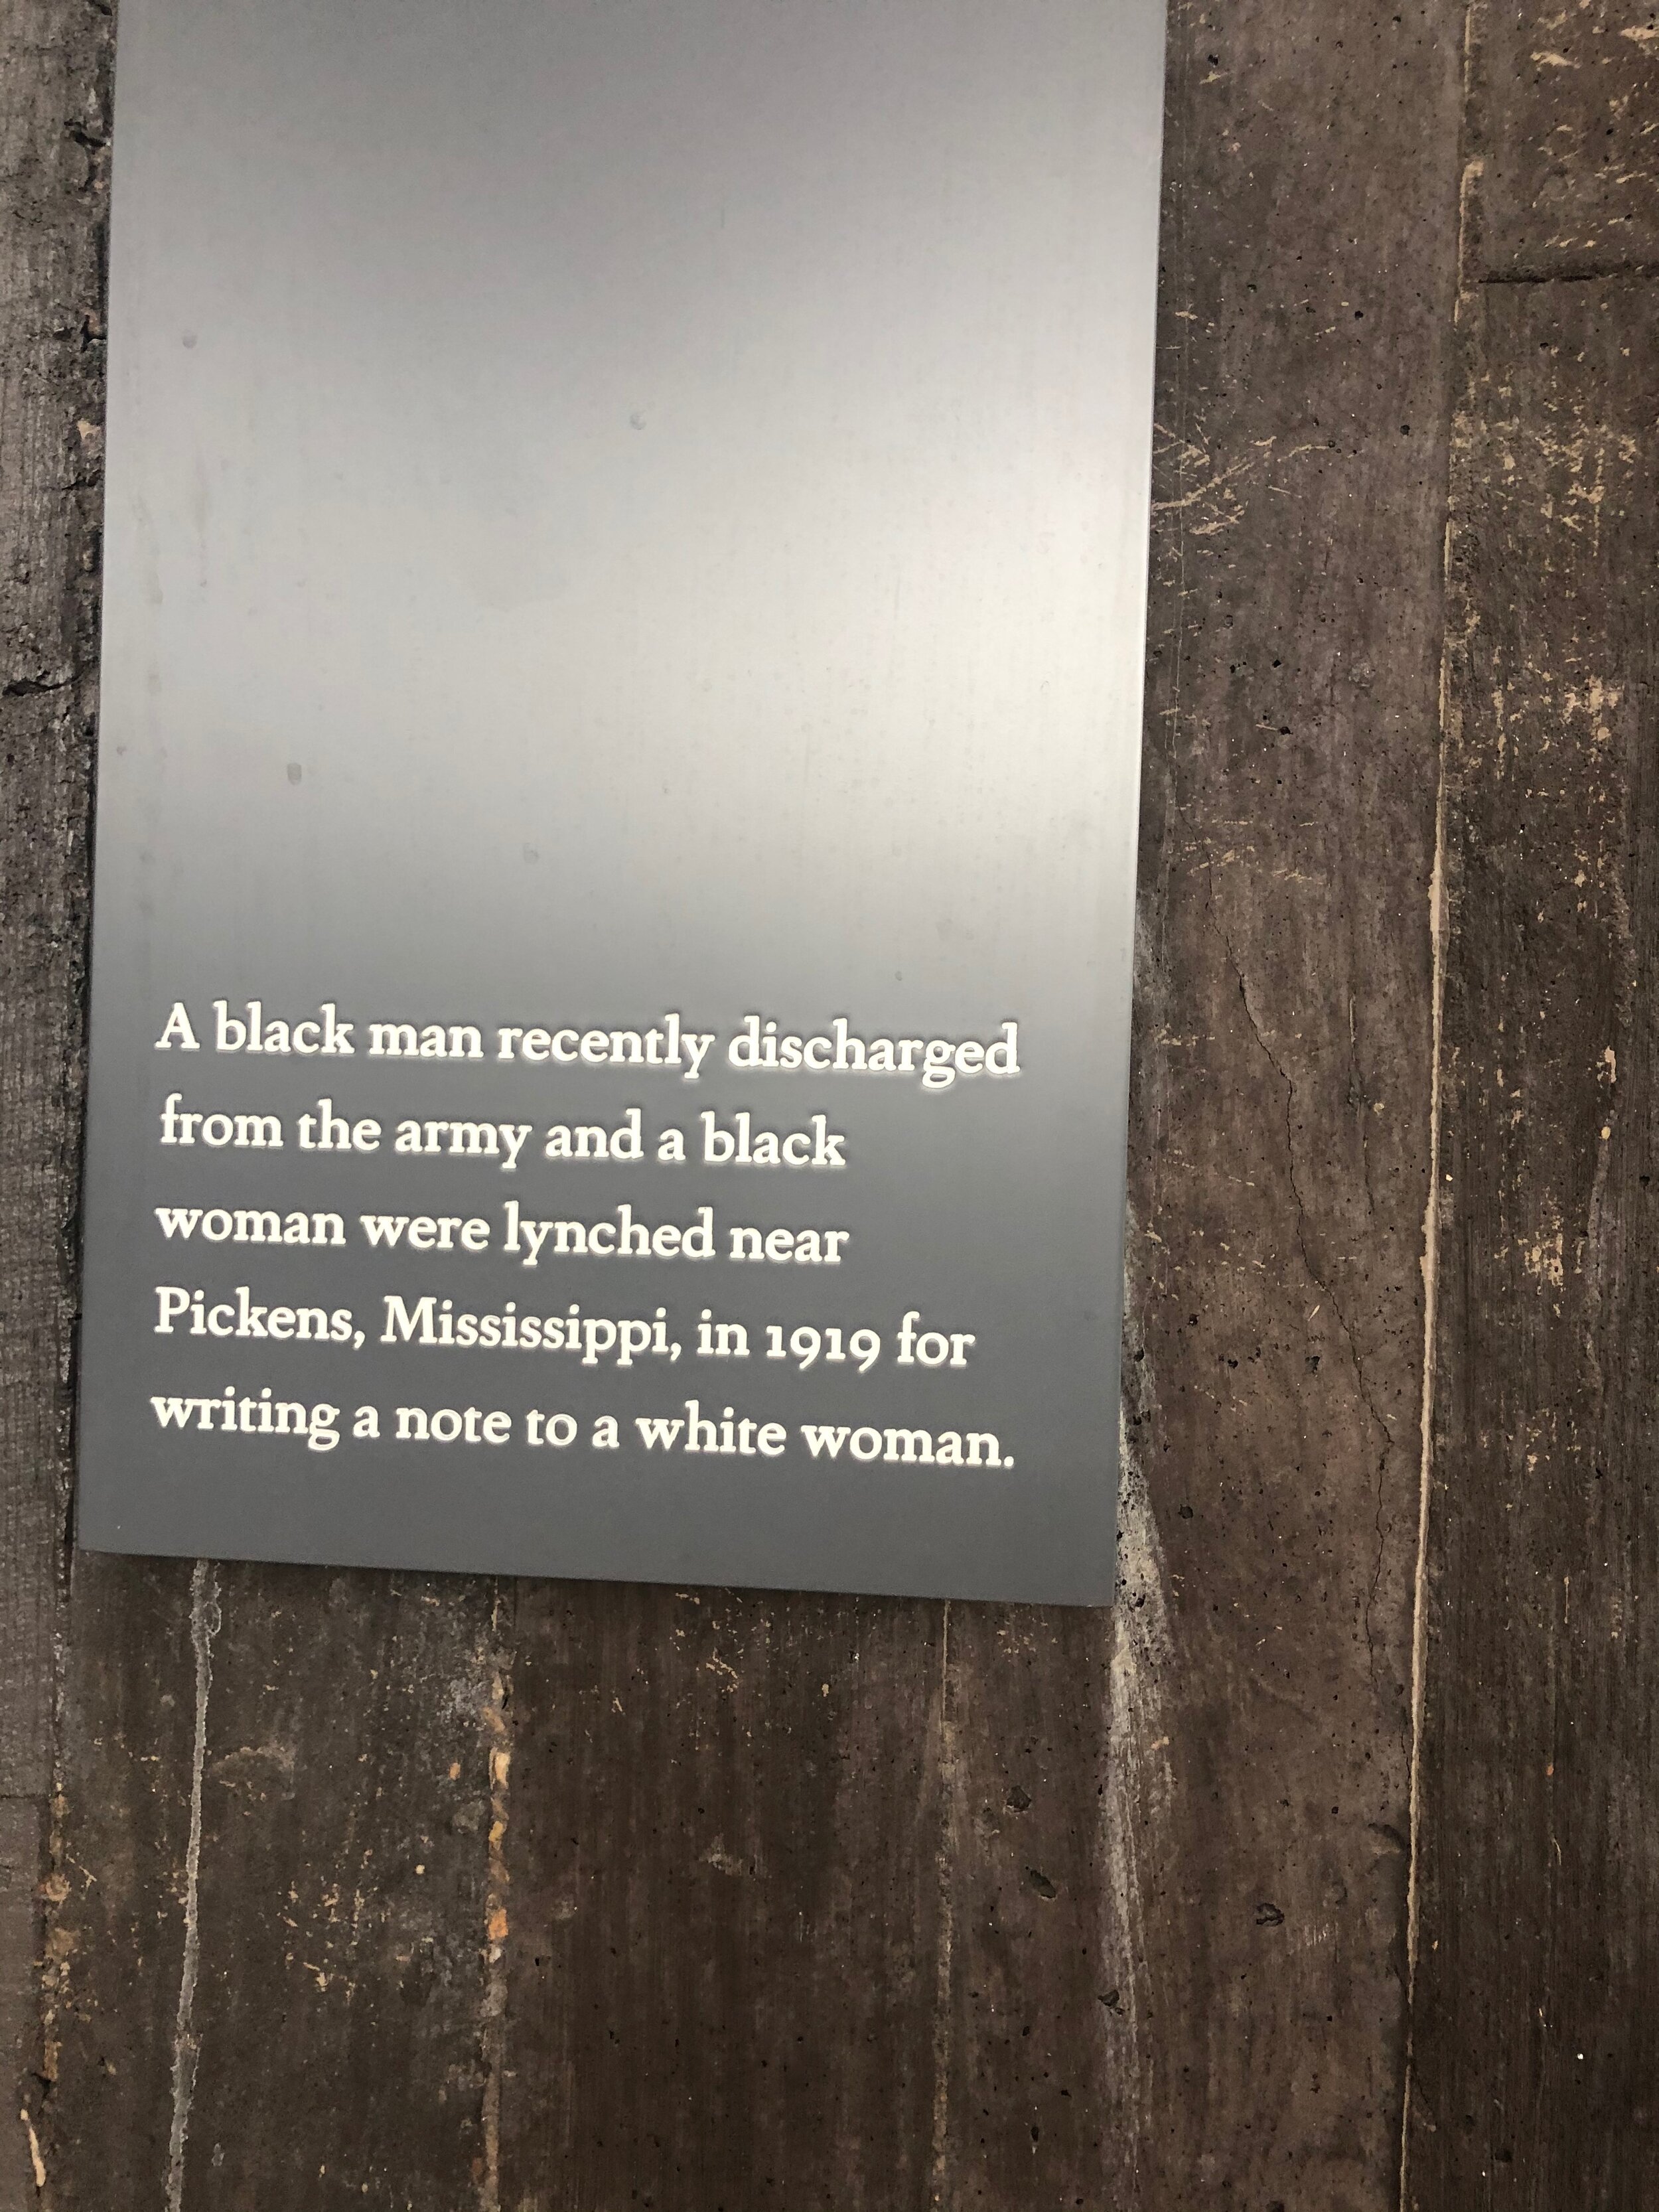 A black man recently discharged
from the army and a black
woman were lynched near
Pickens, Mississippi, in 1919 for
writing a note to a white woman.